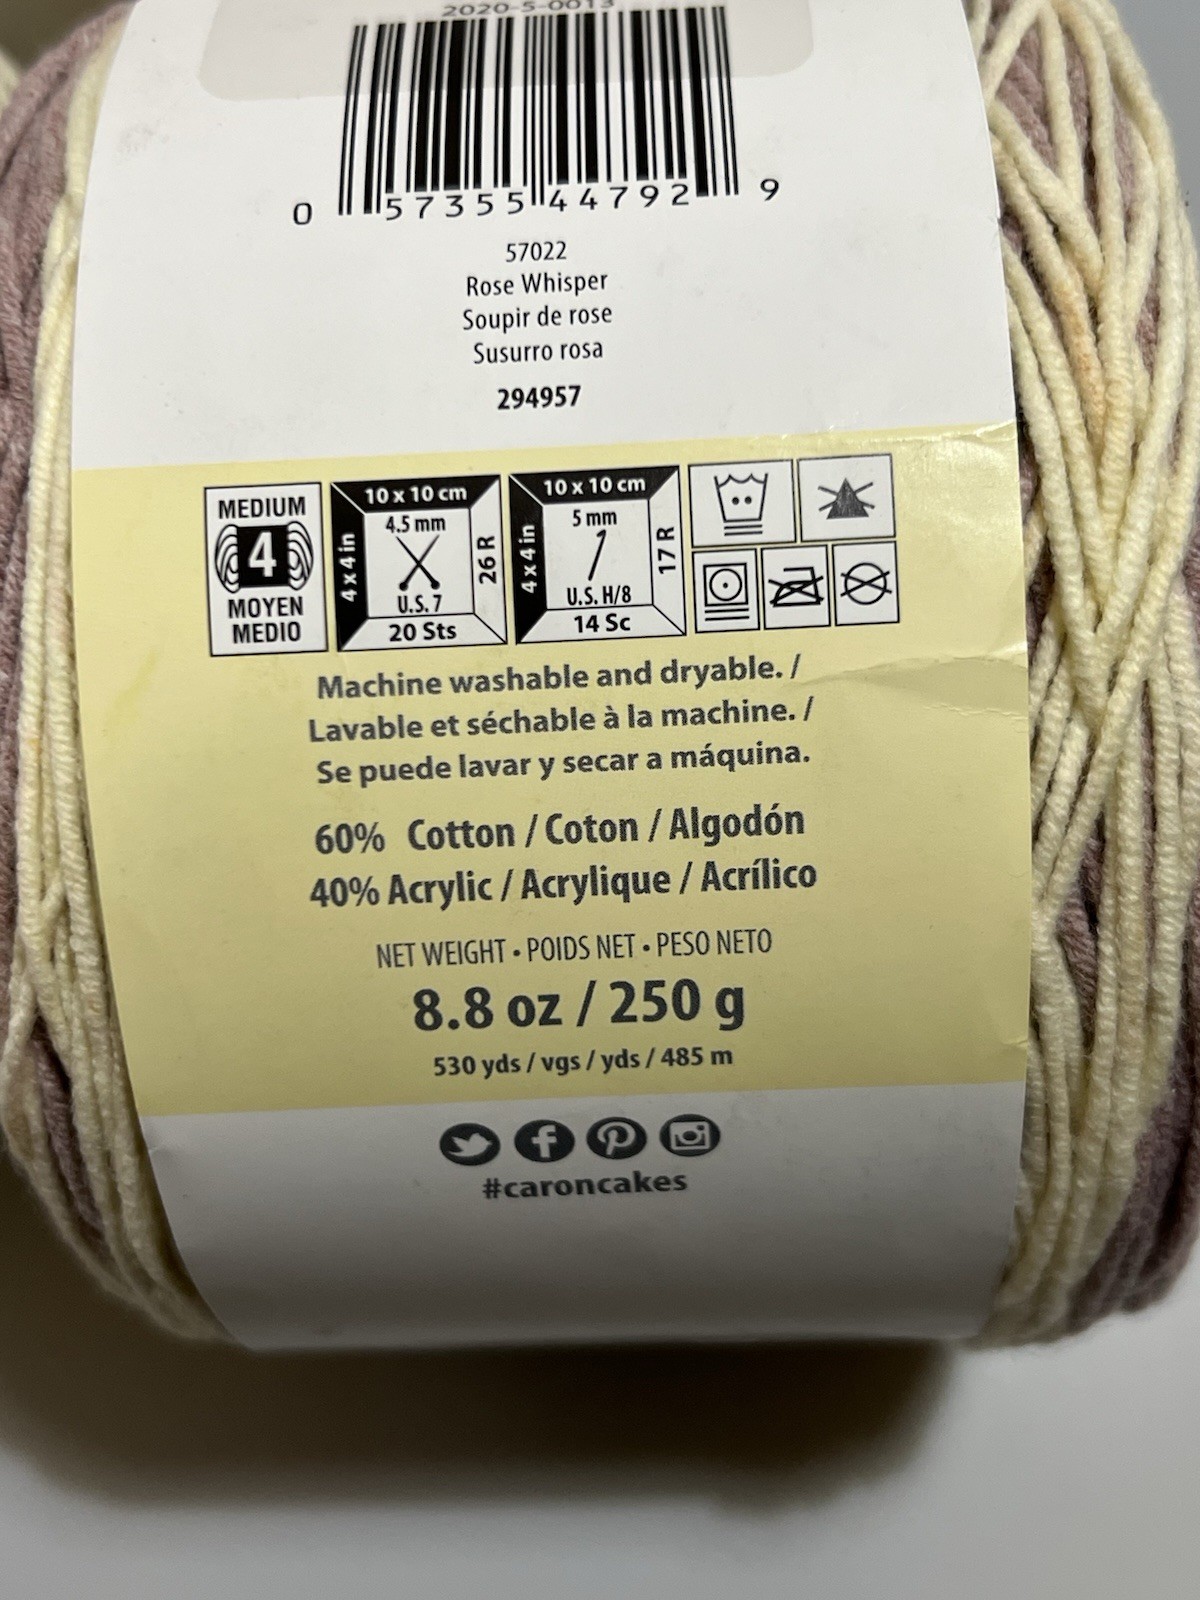 2020-5-0013
0 57355 44792 9
57022
Rose Whisper
Soupir de rose
Susurro rosa
294957
MEDIUM
4
MOYEN
MEDIO
10 x 10 cm
4 x 4 in
4.5 mm
26 R
U.S. 7
20 Sts
10 x 10 cm
4 x 4 in
5 mm
17 R
U.S. H/8
14 Sc
Machine washable and dryable. /
Lavable et séchable à la machine. /
Se puede lavar y secar a máquina.
60% Cotton / Coton / Algodón
40% Acrylic / Acrylique / Acrílico
NET WEIGHT • POIDS NET • PESO NETO
8.8 oz / 250 g
530 yds / vgs / yds / 485 m
#caroncakes